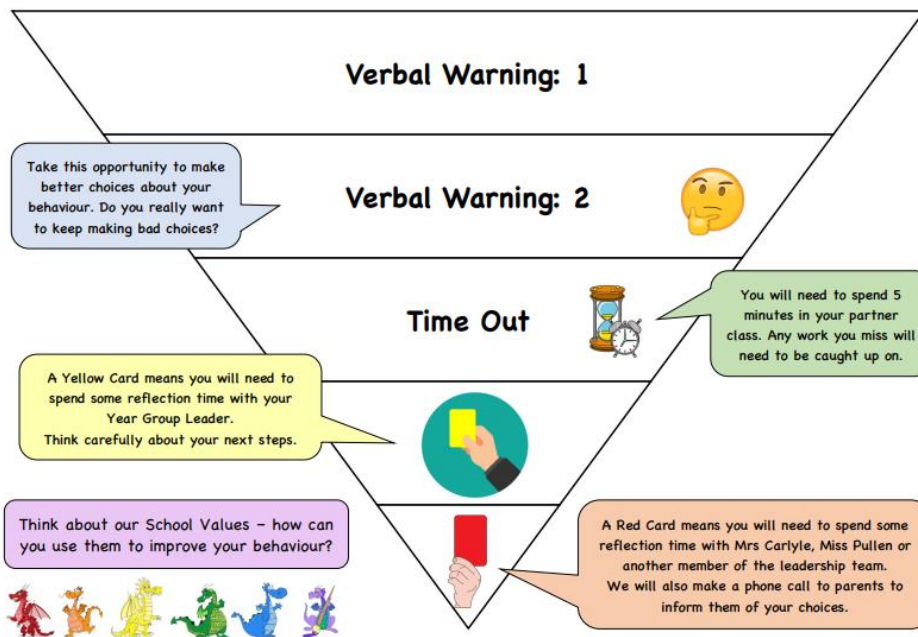 Verbal Warning: 1
Take this opportunity to make
better choices about your
behaviour. Do you really want
to keep making bad choices?
Verbal Warning: 2
Time Out
You will need to spend 5
minutes in your partner
class. Any work you miss will
need to be caught up on.
A Yellow Card means you will need to
spend some reflection time with your
Year Group Leader.
Think carefully about your next steps.
Think about our School Values – how can
you use them to improve your behaviour?
A Red Card means you will need to spend some
reflection time with Mrs Carlyle, Miss Pullen or
another member of the leadership team.
We will also make a phone call to parents to
inform them of your choices.